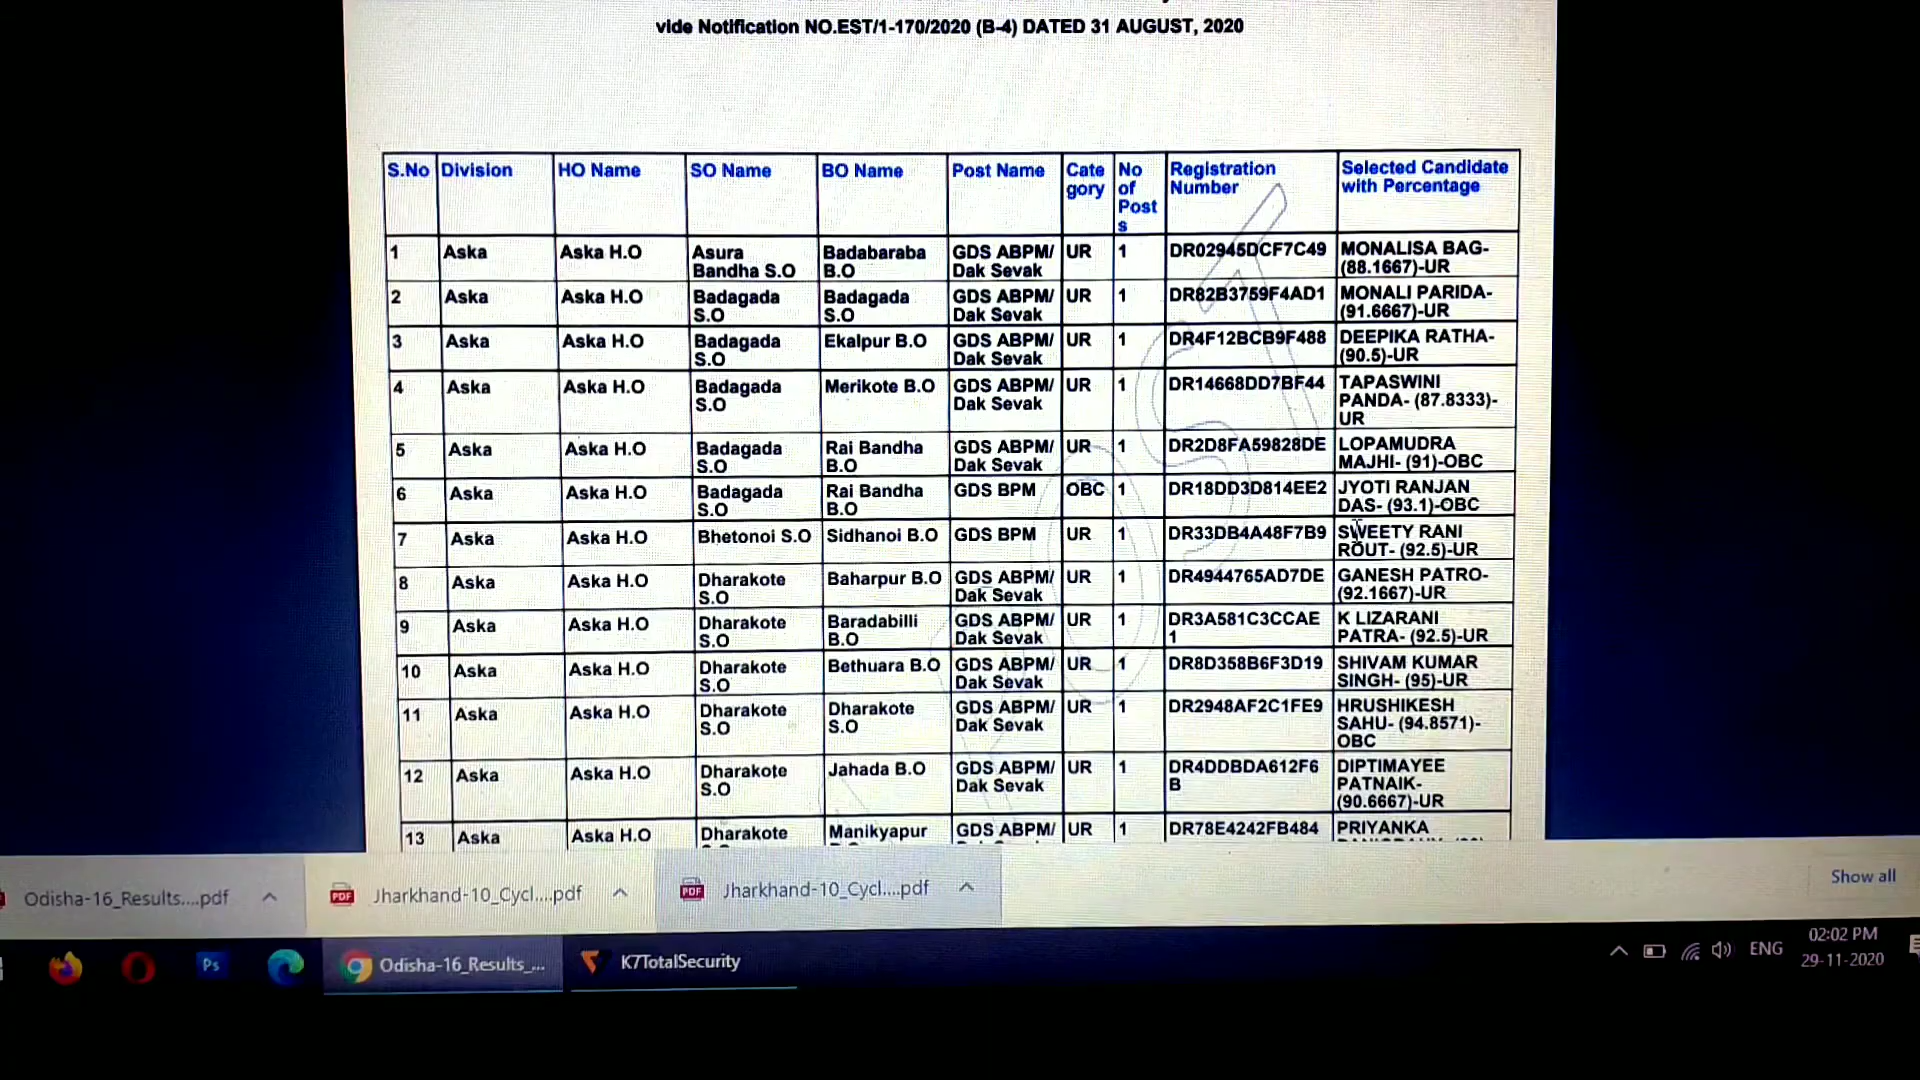 vide Notification NO.EST/1-170/2020 (B-4) DATED 31 AUGUST, 2020
S.No Division HO Name SO Name BO Name Post Name Cate gory No of Post s Registration Number Selected Candidate with Percentage
1 Aska Aska H.O Asura Bandha S.O Badabaraba B.O GDS ABPM/ Dak Sevak UR 1 DR02945DCF7C49 MONALISA BAG- (88.1667)-UR
2 Aska Aska H.O Badagada S.O Badagada S.O GDS ABPM/ Dak Sevak UR 1 DR82B3759F4AD1 MONALI PARIDA- (91.6667)-UR
3 Aska Aska H.O Badagada S.O Ekalpur B.O GDS ABPM/ Dak Sevak UR 1 DR4F12BCB9F488 DEEPIKA RATHA- (90.5)-UR
4 Aska Aska H.O Badagada S.O Merikote B.O GDS ABPM/ Dak Sevak UR 1 DR14668DD7BF44 TAPASWINI PANDA- (87.8333)- UR
5 Aska Aska H.O Badagada S.O Rai Bandha B.O GDS ABPM/ Dak Sevak UR 1 DR2D8FA59828DE LOPAMUDRA MAJHI- (91)-OBC
6 Aska Aska H.O Badagada S.O Rai Bandha B.O GDS BPM OBC 1 DR18DD3D814EE2 JYOTI RANJAN DAS- (93.1)-OBC
7 Aska Aska H.O Bhetonoi S.O Sidhanoi B.O GDS BPM UR 1 DR33DB4A48F7B9 SWEETY RANI ROUT- (92.5)-UR
8 Aska Aska H.O Dharakote S.O Baharpur B.O GDS ABPM/ Dak Sevak UR 1 DR4944765AD7DE GANESH PATRO- (92.1667)-UR
9 Aska Aska H.O Dharakote S.O Baradabilli B.O GDS ABPM/ Dak Sevak UR 1 DR3A581C3CCAE 1 K LIZARANI PATRA- (92.5)-UR
10 Aska Aska H.O Dharakote S.O Bethuara B.O GDS ABPM/ Dak Sevak UR 1 DR8D358B6F3D19 SHIVAM KUMAR SINGH- (95)-UR
11 Aska Aska H.O Dharakote S.O Dharakote S.O GDS ABPM/ Dak Sevak UR 1 DR2948AF2C1FE9 HRUSHIKESH SAHU- (94.8571)- OBC
12 Aska Aska H.O Dharakote S.O Jahada B.O GDS ABPM/ Dak Sevak UR 1 DR4DDBDA612F6 B DIPTIMAYEE PATNAIK- (90.6667)-UR
13 Aska Aska H.O Dharakote Manikyapur GDS ABPM/ UR 1 DR78E4242FB484 PRIYANKA
Odisha-16_Results....pdf Jharkhand-10_Cycl....pdf Jharkhand-10_Cycl....pdf Show all
Ps Odisha-16_Results_... K7TotalSecurity ENG 02:02 PM
29-11-2020